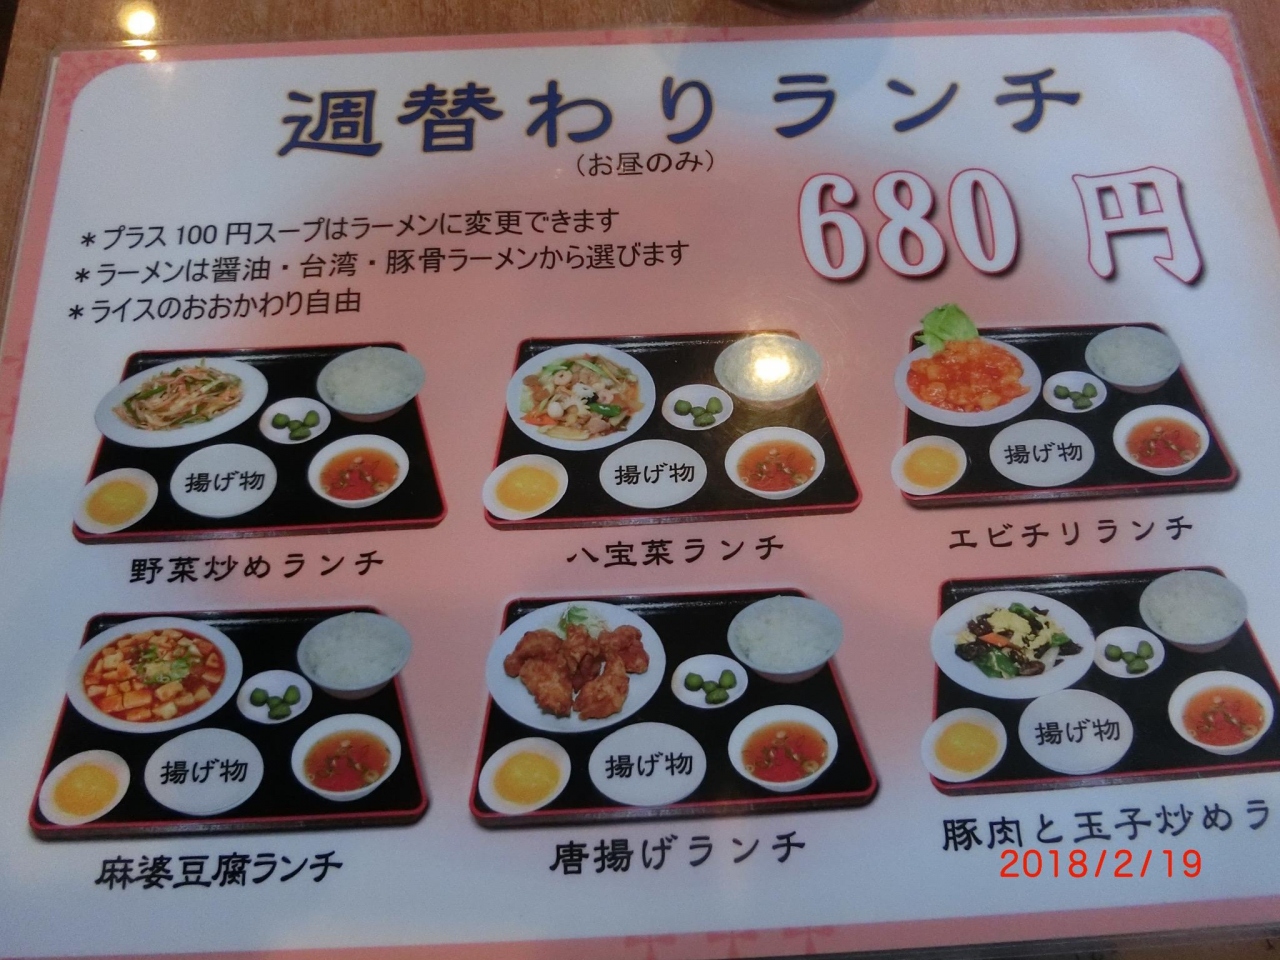 週替わりランチ
(お昼のみ)
680 円
*プラス 100 円スープはラーメンに変更できます
*ラーメンは醤油・台湾・豚骨ラーメンから選びます
*ライスのおおかわり自由
揚げ物
揚げ物
揚げ物
野菜炒めランチ
八宝菜ランチ
エビチリランチ
揚げ物
揚げ物
揚げ物
麻婆豆腐ランチ
唐揚げランチ
豚肉と玉子炒めラ
2018/2/19